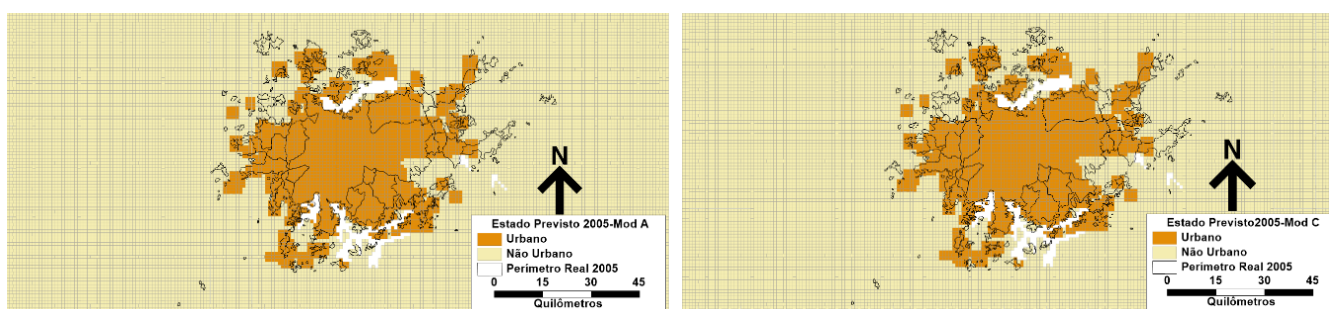 N
Estado Previsto 2005-Mod A
Urbano
Não Urbano
Perímetro Real 2005
0 15 30 45
Quilômetros
N
Estado Previsto2005-Mod C
Urbano
Não Urbano
Perímetro Real 2005
0 15 30 45
Quilômetros